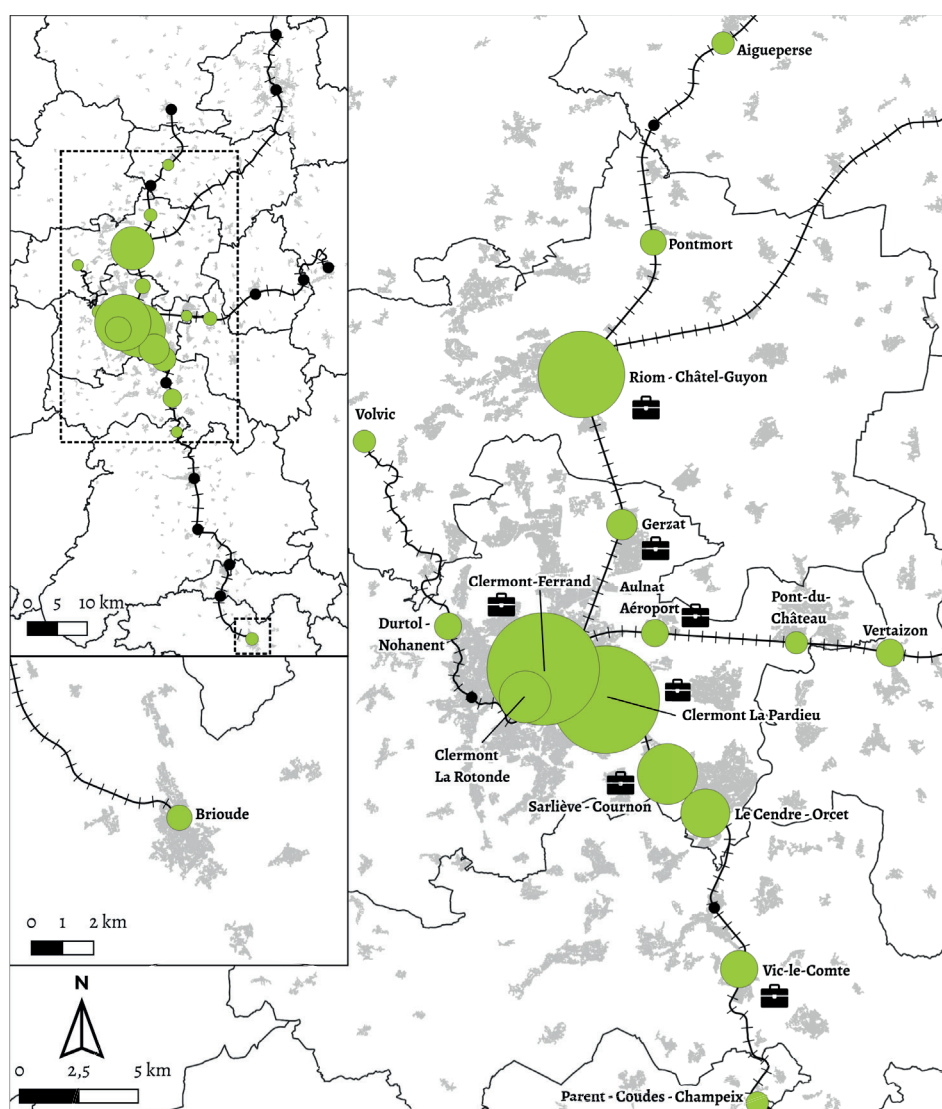 Aigueperse
Pontmort
Riom - Châtel-Guyon
Volvic
Gerzat
Clermont-Ferrand
Aulnat
Aéroport
Pont-du-
Château
Durtol -
Nohanent
Vertaizon
Clermont La Pardieu
Clermont
La Rotonde
Sarliève - Cournon
Le Cendre - Orcet
Vic-le-Comte
Parent - Coudes - Champeix
0 5 10 km
Brioude
0 1 2 km
N
0 2,5 5 km